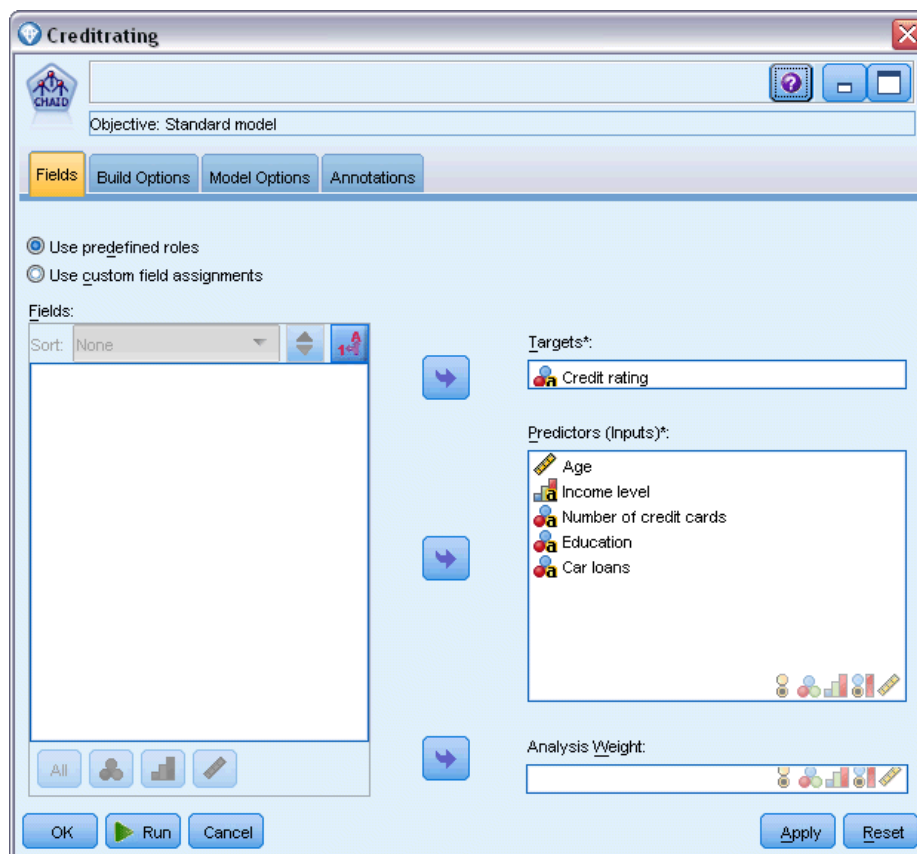 Creditrating
CHAID
?
Objective: Standard model
Fields
Build Options
Model Options
Annotations
Use predefined roles
Use custom field assignments
Fields:
Sort: None
Targets*:
Credit rating
Predictors (Inputs)*:
Age
Income level
Number of credit cards
Education
Car loans
All
Analysis Weight:
OK
Run
Cancel
Apply
Reset